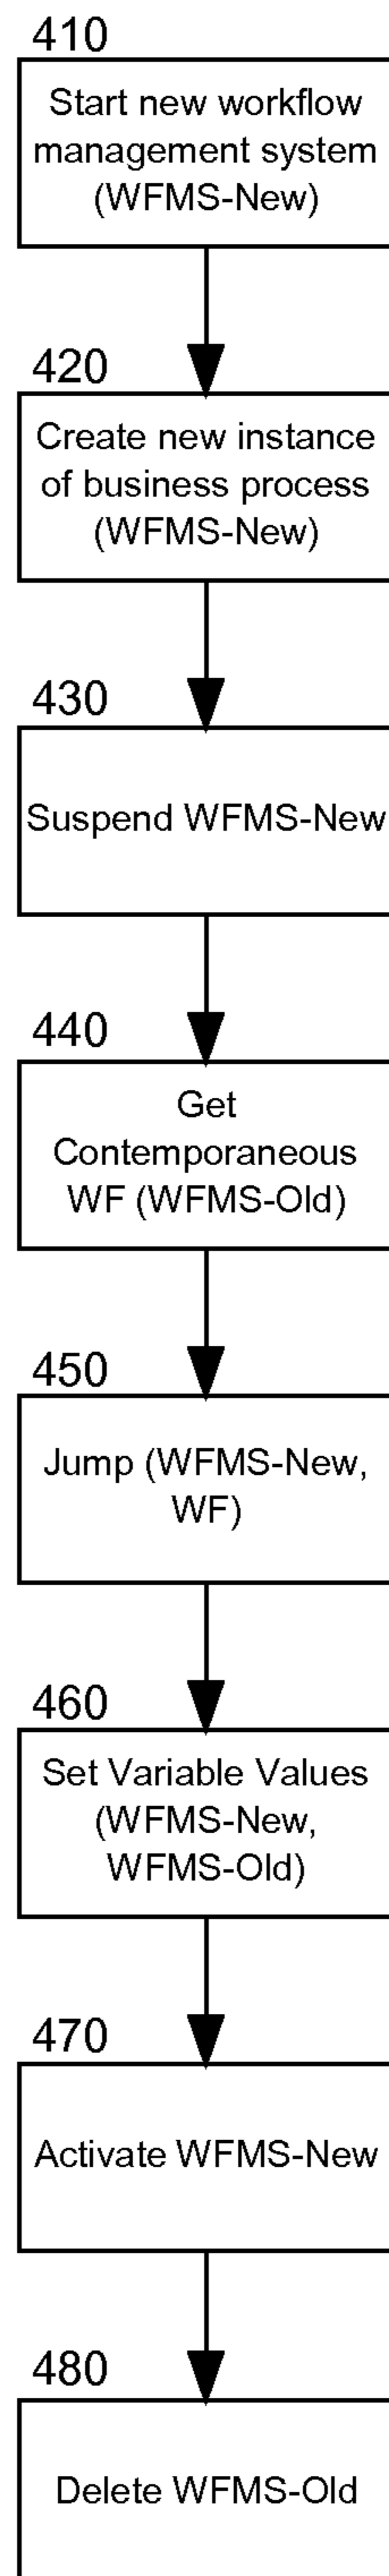 410
Start new workflow
management system
(WFMS-New)
420
Create new instance
of business process
(WFMS-New)
430
Suspend WFMS-New
440
Get
Contemporaneous
WF (WFMS-Old)
450
Jump (WFMS-New,
WF)
460
Set Variable Values
(WFMS-New,
WFMS-Old)
470
Activate WFMS-New
480
Delete WFMS-Old